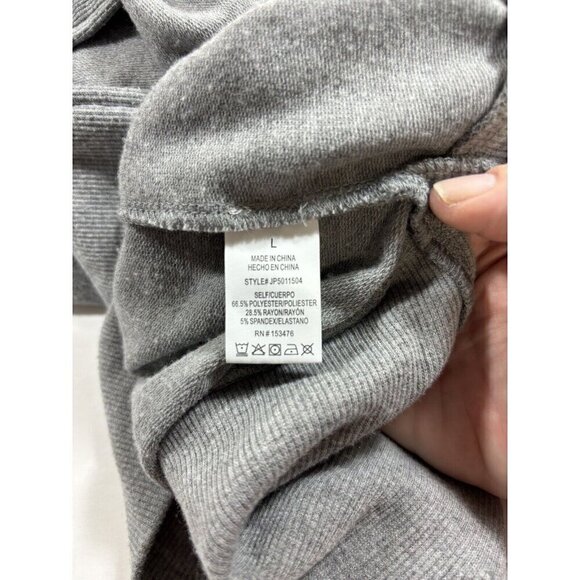 L
MADE IN CHINA
HECHO EN CHINA
STYLE# JP5011504
SELF/CUERPO
66.5% POLYESTER/POLIESTER
28.5% RAYON/RAYÓN
5% SPANDEX/ELASTANO
RN # 153476